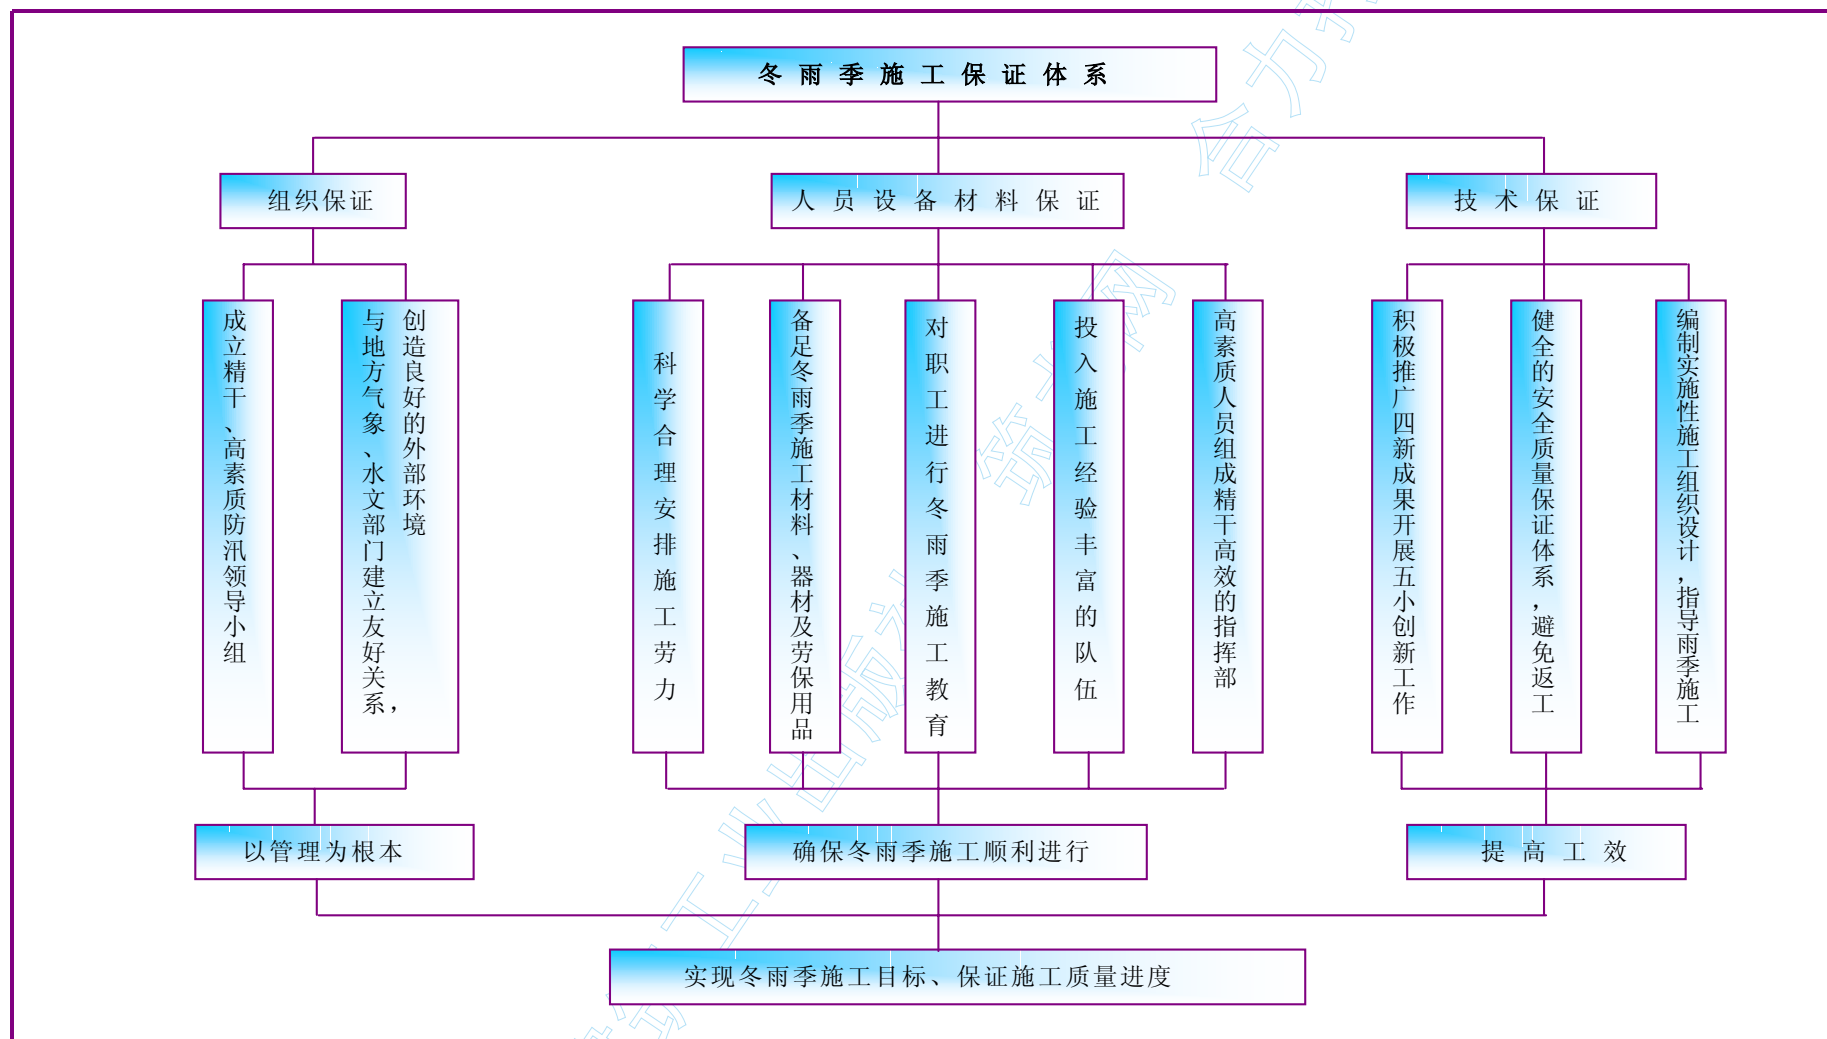 冬雨季施工保证体系
组织保证
人员设备材料保证
技术保证
成立精干、高素质防汛领导小组
与地方气象、水文部门建立友好关系，
创造良好的外部环境
科学合理安排施工劳力
备足冬雨季施工材料、器材及劳保用品
对职工进行冬雨季施工教育
投入施工经验丰富的队伍
高素质人员组成精干高效的指挥部
积极推广四新成果开展五小创新工作
健全的安全质量保证体系，避免返工
编制实施性施工组织设计，指导雨季施工
以管理为根本
确保冬雨季施工顺利进行
提高工效
实现冬雨季施工目标、保证施工质量进度